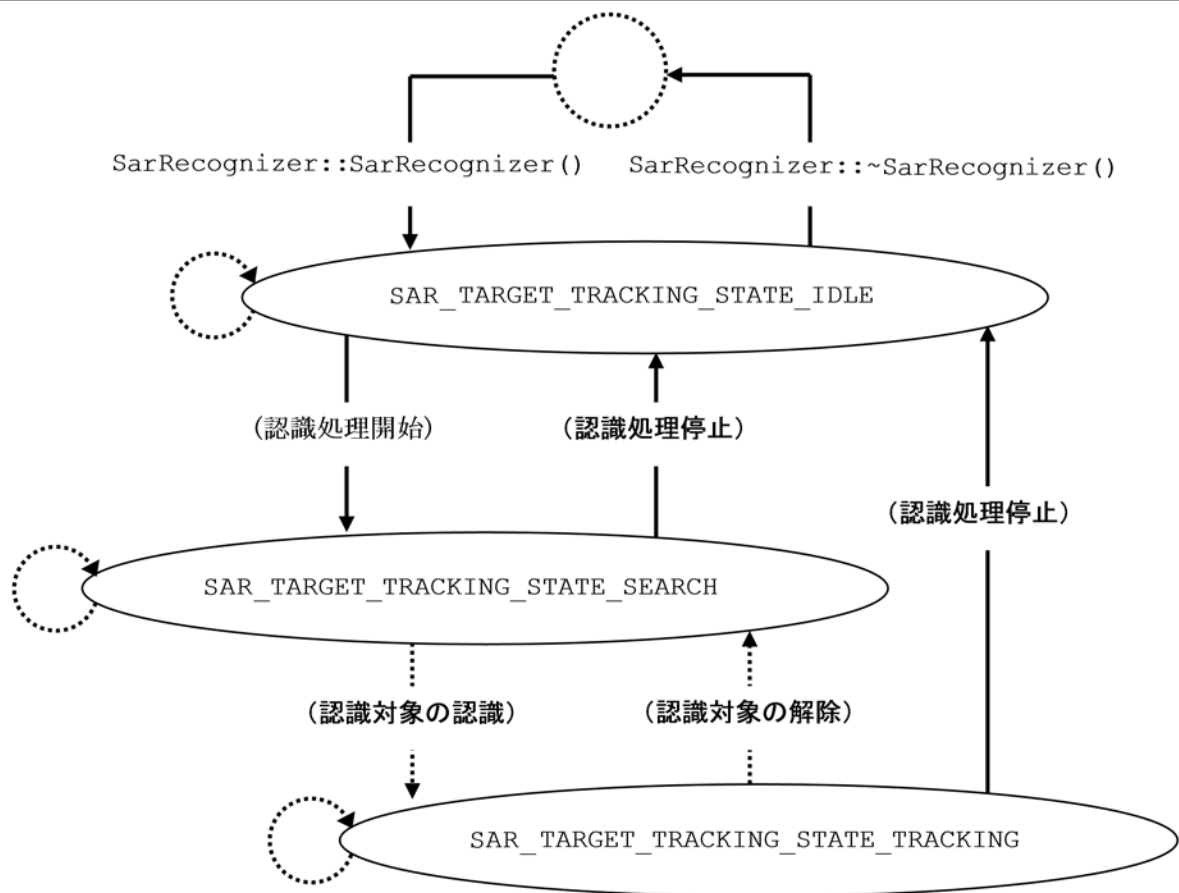 SarRecognizer::SarRecognizer()
SarRecognizer::~SarRecognizer()
SAR_TARGET_TRACKING_STATE_IDLE
(認識処理開始)
(認識処理停止)
(認識処理停止)
SAR_TARGET_TRACKING_STATE_SEARCH
(認識対象の認識)
(認識対象の解除)
SAR_TARGET_TRACKING_STATE_TRACKING